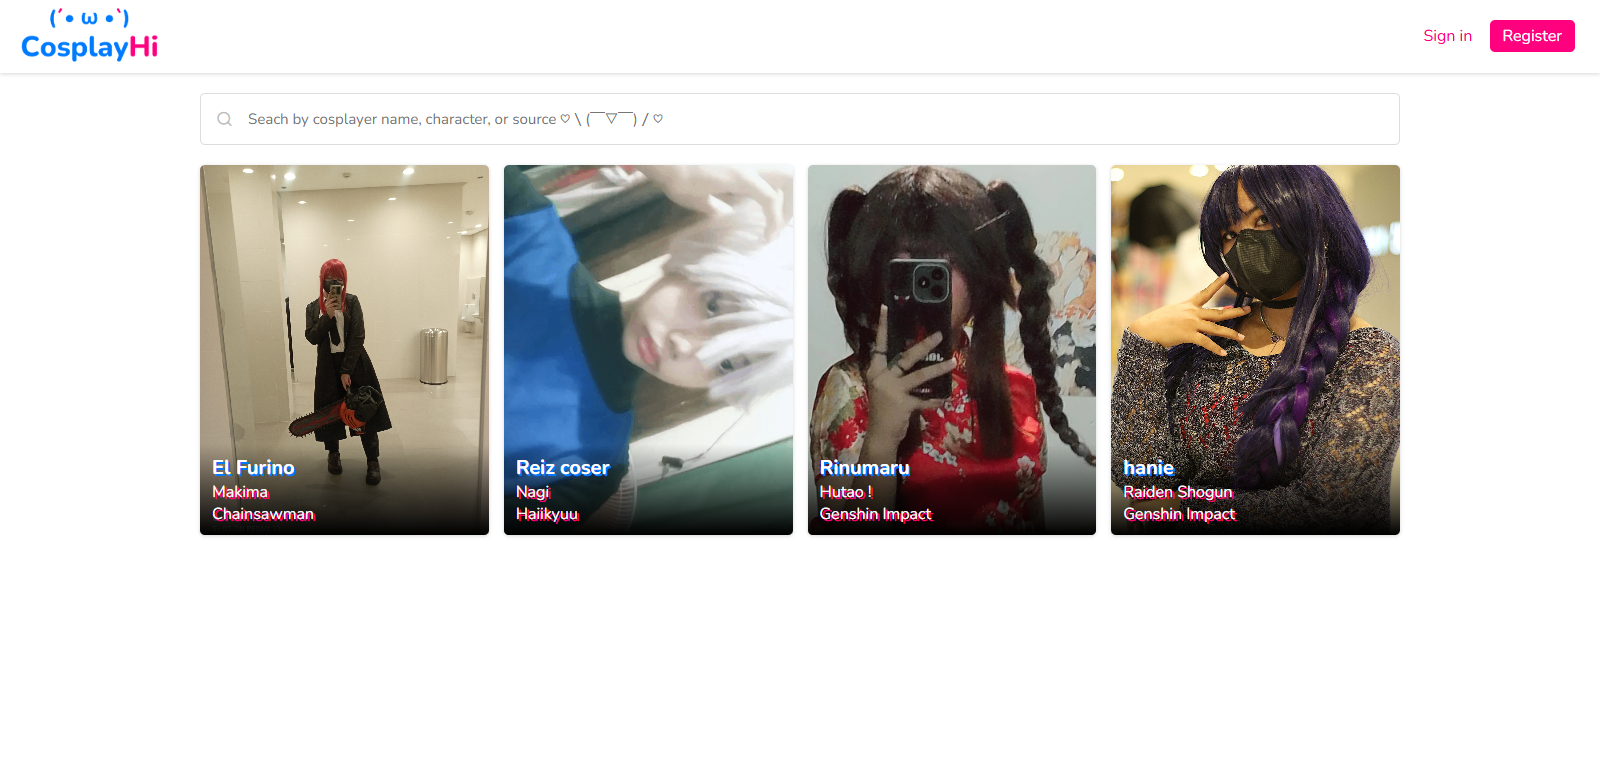 (´• ω •`)
CosplayHi
Sign in
Register
Seach by cosplayer name, character, or source ♡ \ (￣▽￣) / ♡
El Furino
Makima
Chainsawman
Reiz coser
Nagi
Haiikyuu
Rinumaru
Hutao !
Genshin Impact
hanie
Raiden Shogun
Genshin Impact